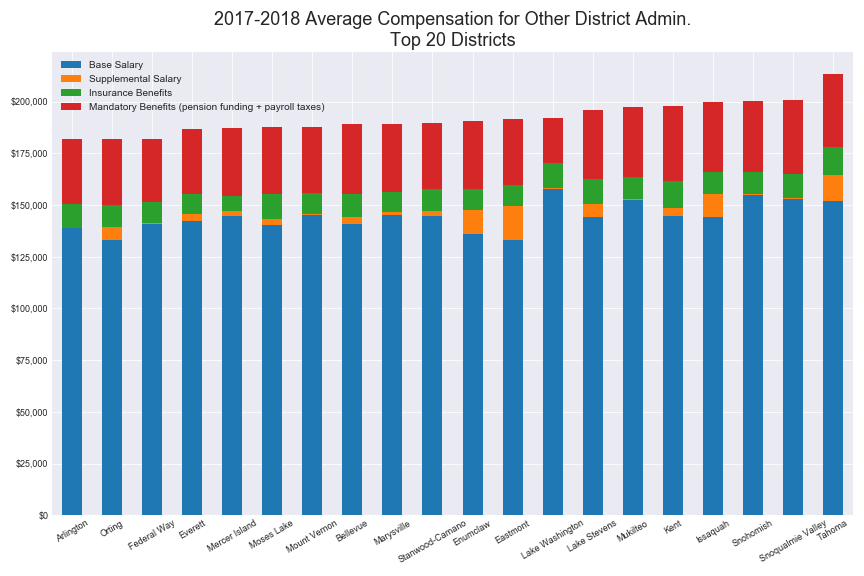 2017-2018 Average Compensation for Other District Admin.
Top 20 Districts
Base Salary
Supplemental Salary
Insurance Benefits
Mandatory Benefits (pension funding + payroll taxes)
$200,000
$175,000
$150,000
$125,000
$100,000
$75,000
$50,000
$25,000
$0
Arlington
Orting
Federal Way
Everett
Mercer Island
Moses Lake
Mount Vernon
Bellevue
Marysville
Stanwood-Camano
Enumclaw
Eastmont
Lake Washington
Lake Stevens
Mukilteo
Kent
Issaquah
Snohomish
Snoqualmie Valley
Tahoma